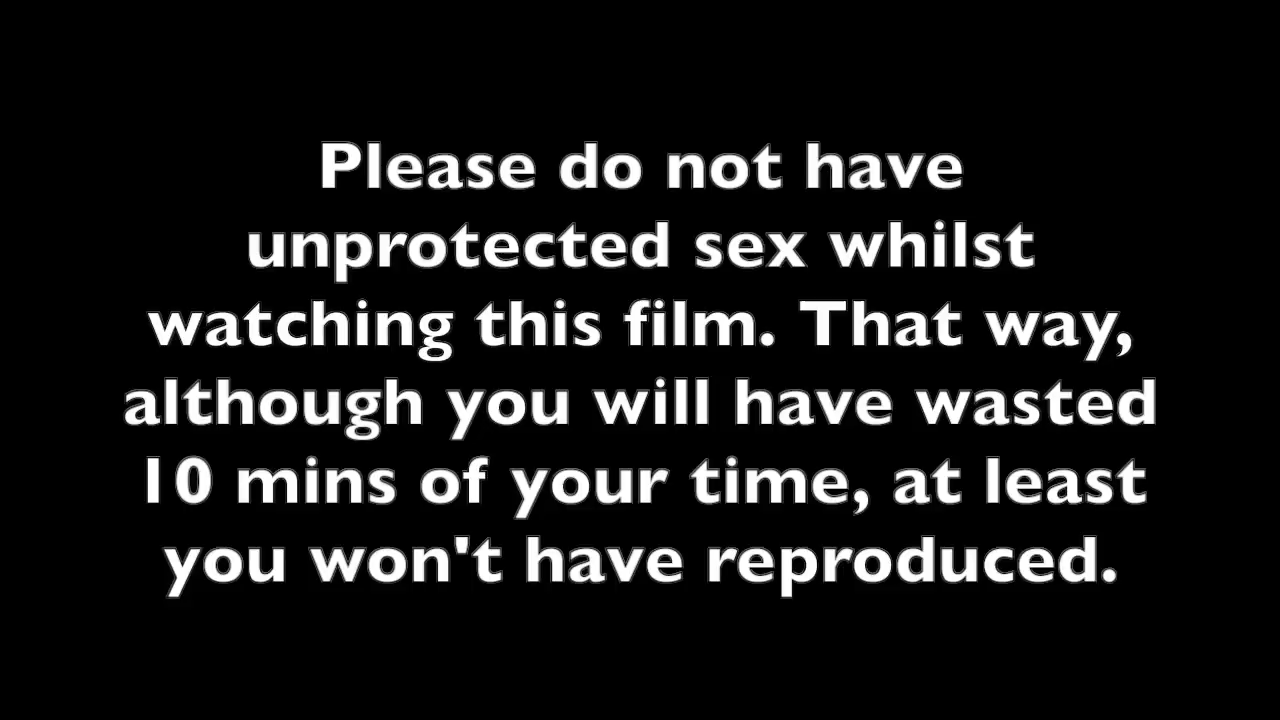 Please do not have
unprotected sex whilst
watching this film. That way,
although you will have wasted
10 mins of your time, at least
you won't have reproduced.